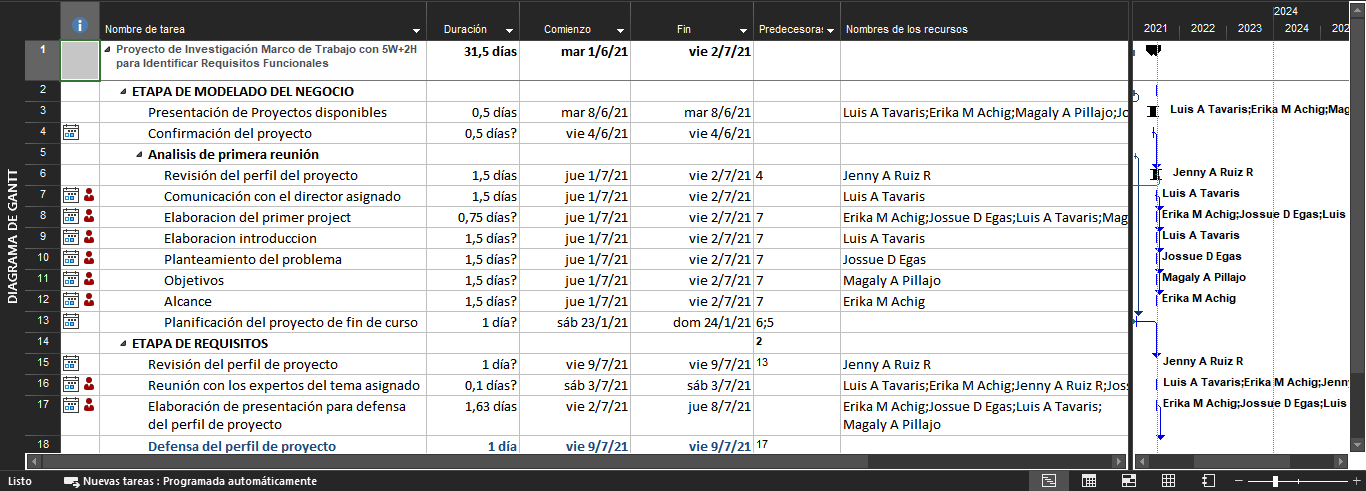 2024
Nombre de tarea Duración Comienzo Fin Predecesoras Nombres de los recursos 2021 2022 2023 2024
1 Proyecto de Investigación Marco de Trabajo con 5W+2H 31,5 días mar 1/6/21 vie 2/7/21
para Identificar Requisitos Funcionales
2 ETAPA DE MODELADO DEL NEGOCIO
3 Presentación de Proyectos disponibles 0,5 días mar 8/6/21 mar 8/6/21 Luis A Tavaris;Erika M Achig;Magaly A Pillajo;Jo Luis A Tavaris;Erika M Achig;Mag
4 Confirmación del proyecto 0,5 días? vie 4/6/21 vie 4/6/21
5 Analisis de primera reunión
6 Revisión del perfil del proyecto 1,5 días jue 1/7/21 vie 2/7/21 4 Jenny A Ruiz R Jenny A Ruiz R
7 Comunicación con el director asignado 1,5 días jue 1/7/21 vie 2/7/21 Luis A Tavaris Luis A Tavaris
8 Elaboracion del primer project 0,75 días? jue 1/7/21 vie 2/7/21 7 Erika M Achig;Jossue D Egas;Luis A Tavaris;Mag Erika M Achig;Jossue D Egas;Luis
9 Elaboracion introduccion 1,5 días? jue 1/7/21 vie 2/7/21 7 Luis A Tavaris Luis A Tavaris
10 Planteamiento del problema 1,5 días? jue 1/7/21 vie 2/7/21 7 Jossue D Egas Jossue D Egas
11 Objetivos 1,5 días? jue 1/7/21 vie 2/7/21 7 Magaly A Pillajo Magaly A Pillajo
12 Alcance 1,5 días? jue 1/7/21 vie 2/7/21 7 Erika M Achig Erika M Achig
13 Planificación del proyecto de fin de curso 1 día? sáb 23/1/21 dom 24/1/21 6;5
14 ETAPA DE REQUISITOS 2
15 Revisión del perfil de proyecto 1 día? vie 9/7/21 vie 9/7/21 13 Jenny A Ruiz R Jenny A Ruiz R
16 Reunión con los expertos del tema asignado 0,1 días? sáb 3/7/21 sáb 3/7/21 Luis A Tavaris;Erika M Achig;Jenny A Ruiz R;Jos Luis A Tavaris;Erika M Achig;Jenn
17 Elaboración de presentación para defensa 1,63 días vie 2/7/21 jue 8/7/21 Erika M Achig;Jossue D Egas;Luis A Tavaris; Erika M Achig;Jossue D Egas;Luis
del perfil de proyecto Magaly A Pillajo
18 Defensa del perfil de proyecto 1 día vie 9/7/21 vie 9/7/21 17
DIAGRAMA DE GANTT
Listo Nuevas tareas : Programada automáticamente